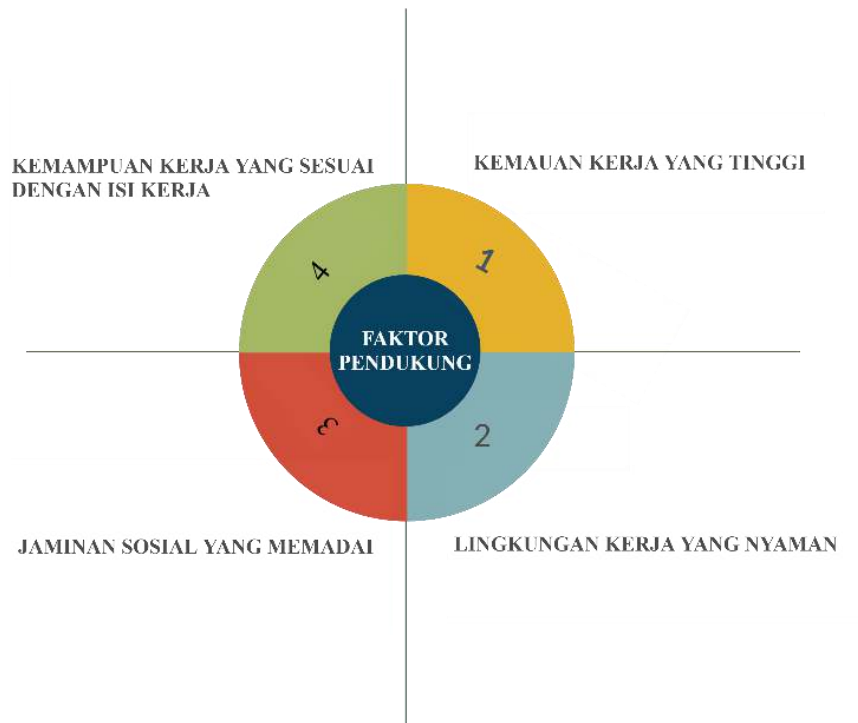 KEMAMPUAN KERJA YANG SESUAI
DENGAN ISI KERJA
KEMAUAN KERJA YANG TINGGI
4
1
FAKTOR
PENDUKUNG
3
2
JAMINAN SOSIAL YANG MEMADAI
LINGKUNGAN KERJA YANG NYAMAN